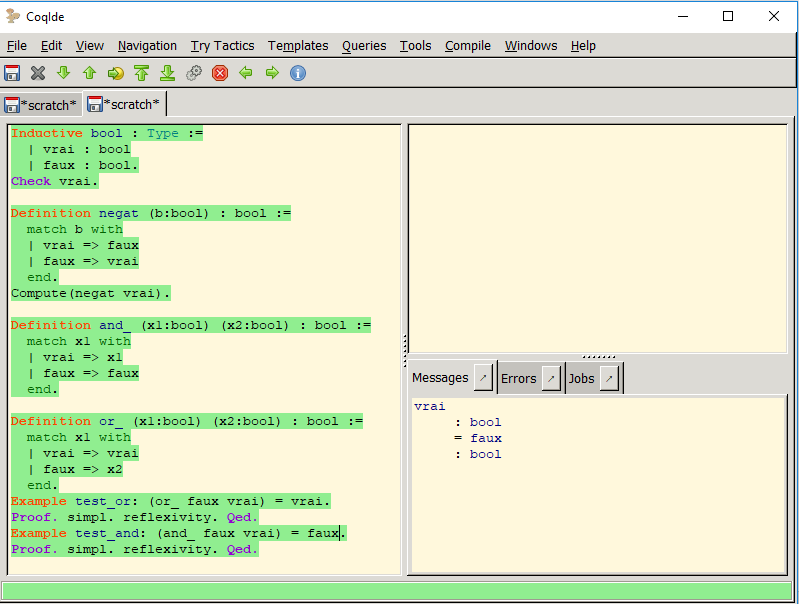 CoqIde
File Edit View Navigation Try Tactics Templates Queries Tools Compile Windows Help
*scratch* *scratch*
Inductive bool : Type :=
  | vrai : bool
  | faux : bool.
Check vrai.
Definition negat (b:bool) : bool :=
  match b with
  | vrai => faux
  | faux => vrai
  end.
Compute(negat vrai).
Definition and_ (x1:bool) (x2:bool) : bool :=
  match x1 with
  | vrai => x1
  | faux => faux
  end.
Definition or_ (x1:bool) (x2:bool) : bool :=
  match x1 with
  | vrai => vrai
  | faux => x2
  end.
Example test_or: (or_ faux vrai) = vrai.
Proof. simpl. reflexivity. Qed.
Example test_and: (and_ faux vrai) = faux.
Proof. simpl. reflexivity. Qed.
Messages Errors Jobs
vrai
     : bool
     = faux
     : bool